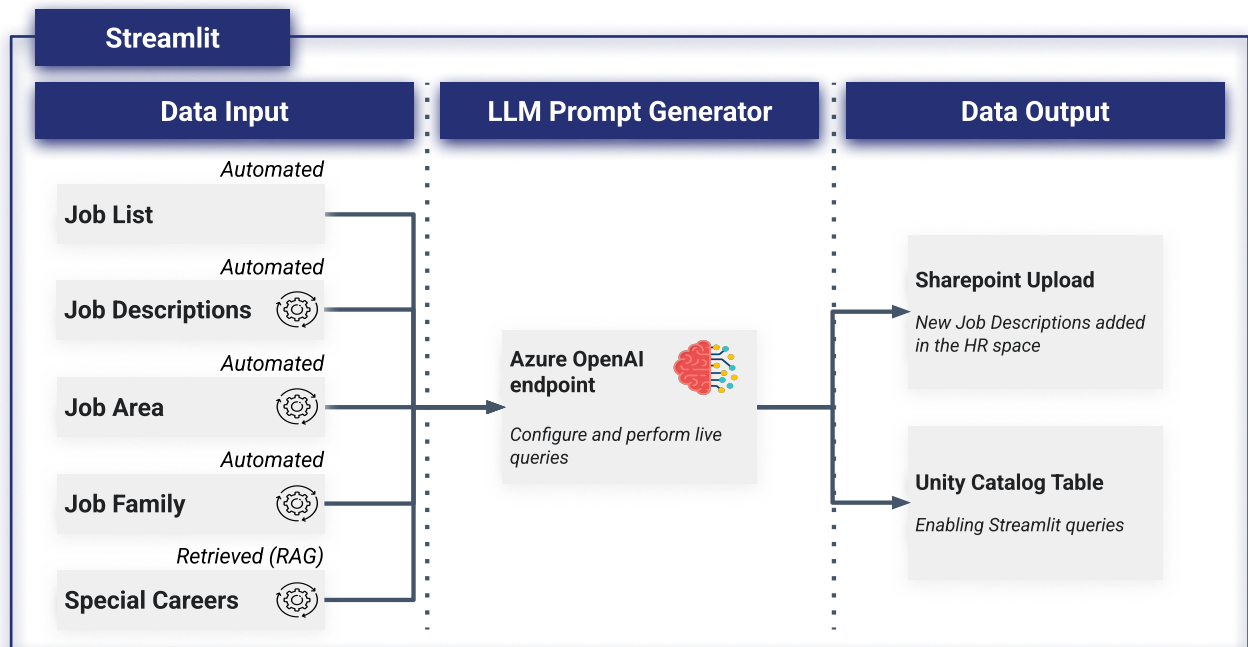 Streamlit
Data Input
LLM Prompt Generator
Data Output
Automated
Job List
Automated
Job Descriptions
Automated
Job Area
Automated
Job Family
Retrieved (RAG)
Special Careers
Azure OpenAI
endpoint
Configure and perform live
queries
Sharepoint Upload
New Job Descriptions added
in the HR space
Unity Catalog Table
Enabling Streamlit queries